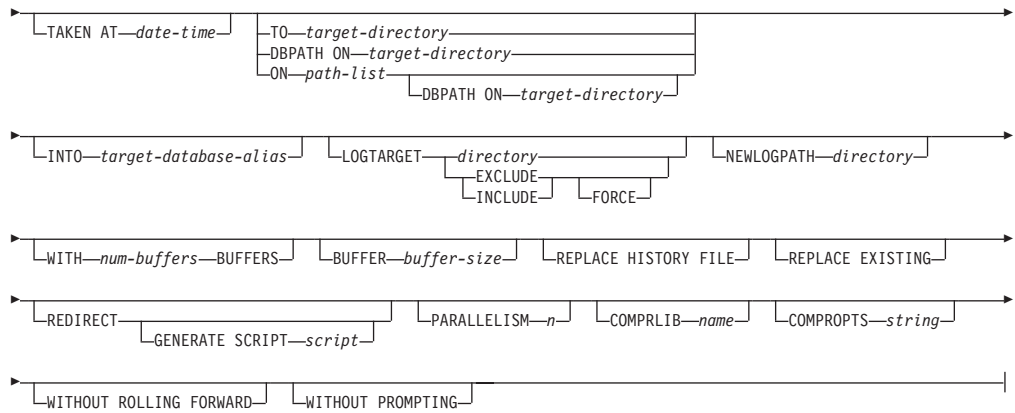 TAKEN AT date-time TO target-directory
DBPATH ON target-directory
ON path-list
DBPATH ON target-directory
INTO target-database-alias LOGTARGET directory NEWLOGPATH directory
EXCLUDE
INCLUDE FORCE
WITH num-buffers BUFFERS BUFFER buffer-size REPLACE HISTORY FILE REPLACE EXISTING
REDIRECT PARALLELISM n COMPRLIB name COMPROPTS string
GENERATE SCRIPT script
WITHOUT ROLLING FORWARD WITHOUT PROMPTING